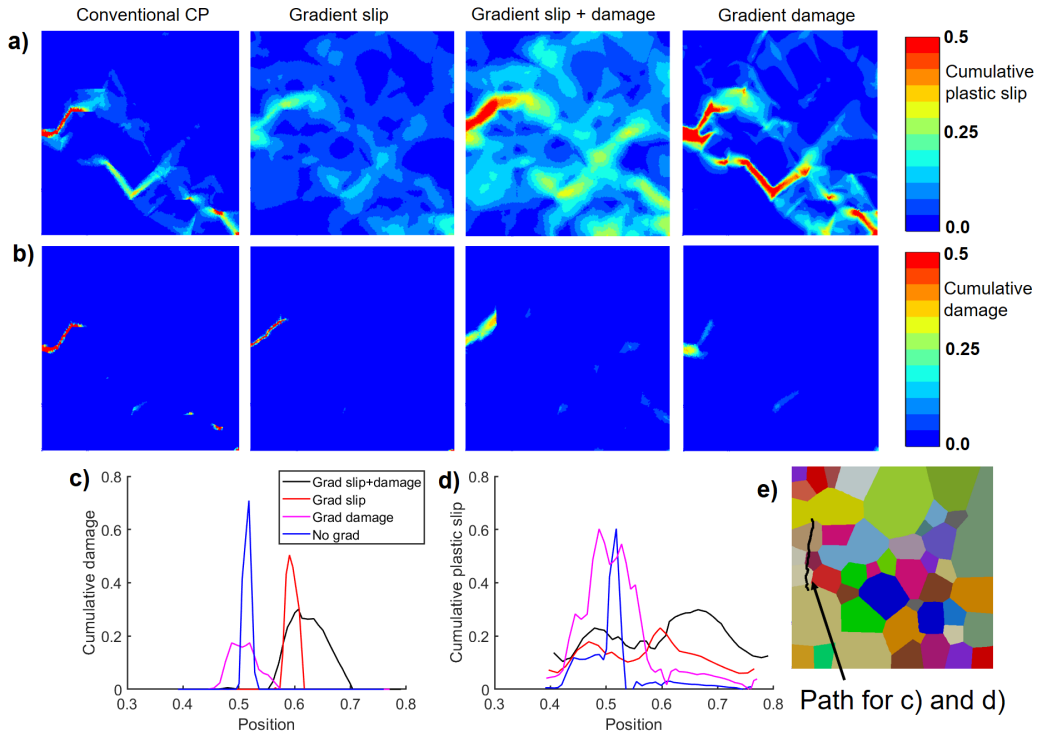 Conventional CP
Gradient slip
Gradient slip + damage
Gradient damage
a)
0.5
Cumulative
plastic slip
0.25
0.0
b)
0.5
Cumulative
damage
0.25
0.0
c)
0.8
0.6
0.4
0.2
0
Cumulative damage
Grad slip+damage
Grad slip
Grad damage
No grad
0.3
0.4
0.5
0.6
0.7
0.8
Position
d)
0.8
0.6
0.4
0.2
0
Cumulative plastic slip
0.3
0.4
0.5
0.6
0.7
0.8
Position
e)
Path for c) and d)